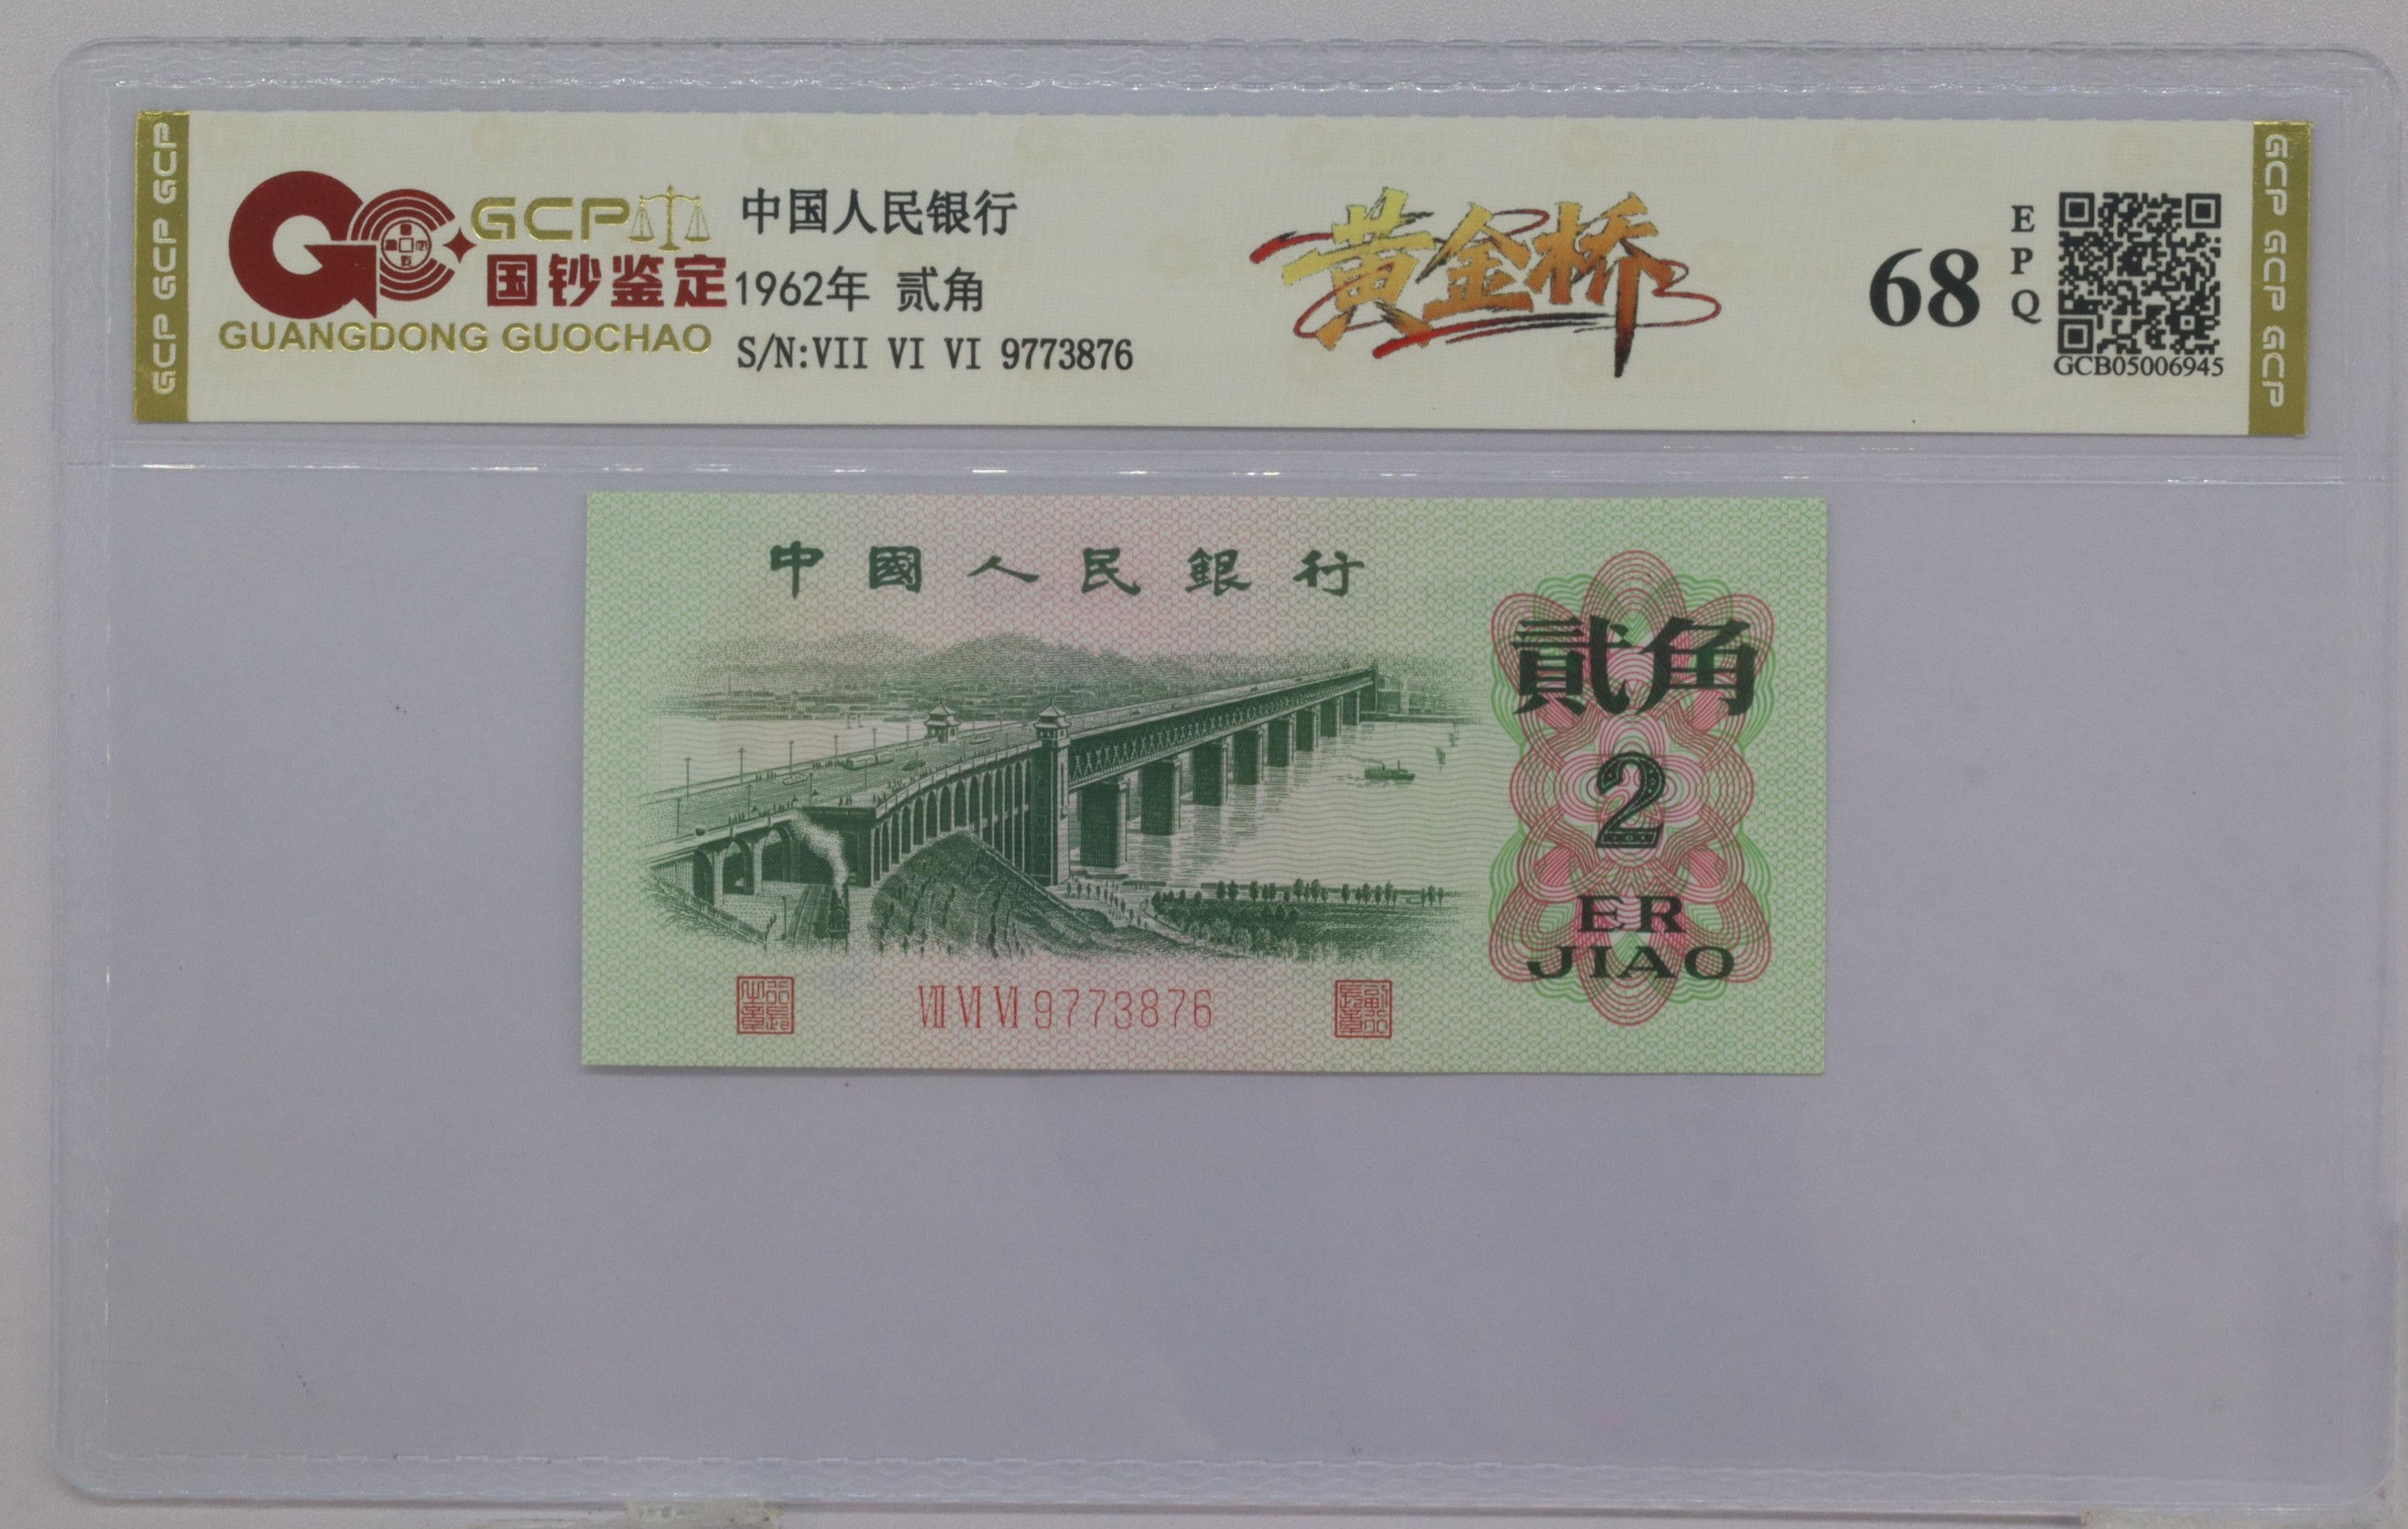 GCP GCP GCP
GCP
国钞鉴定
GUANGDONG GUOCHAO
中国人民银行
1962年 贰角
S/N:VII VI VI 9773876
黄金桥
68
EPQ
GCB05006945
GCP GCP GCP
中國人民銀行
貳角
2
ER
JIAO
VII VI VI 9773876